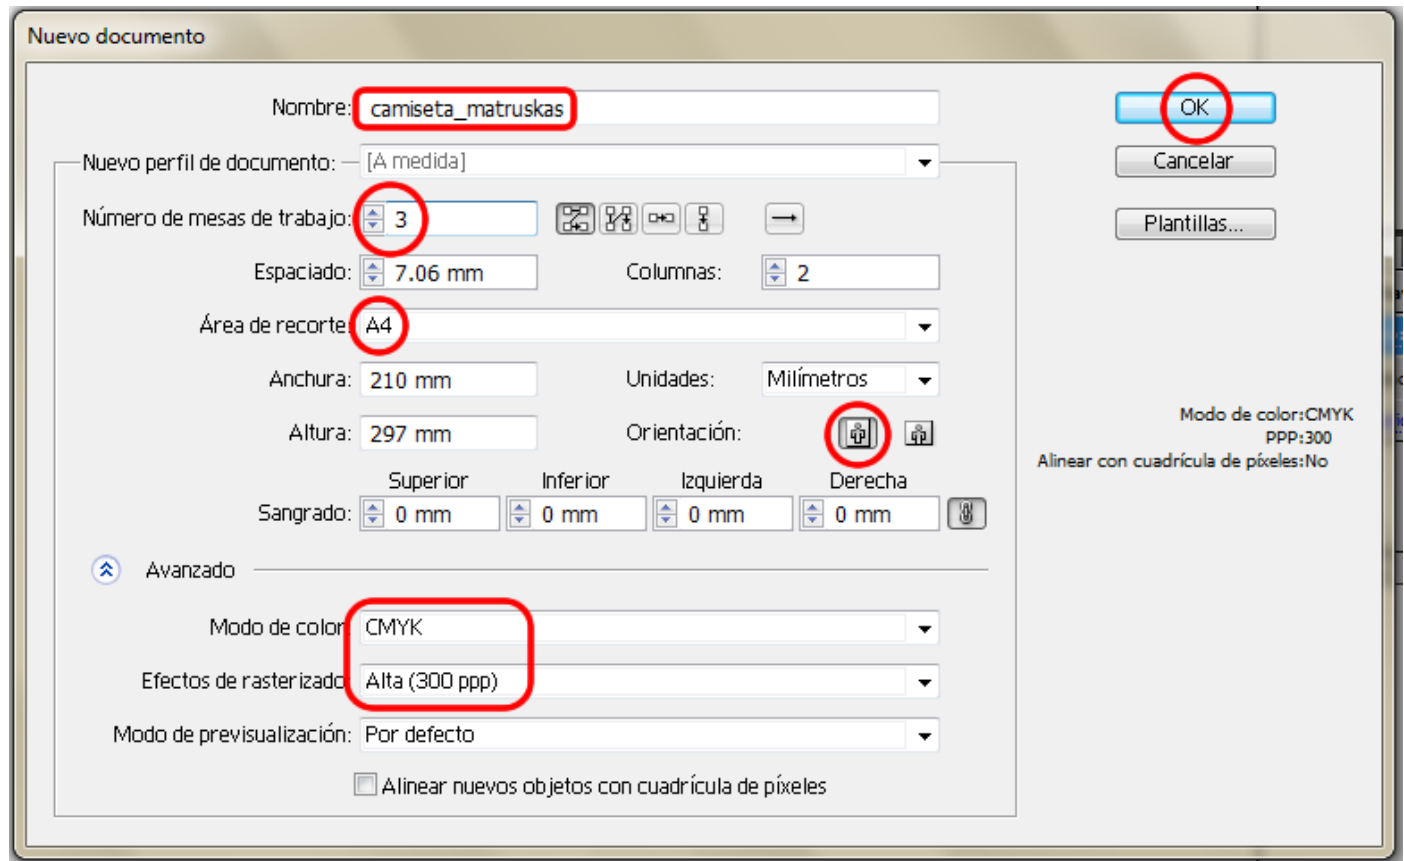 Nuevo documento
Nombre: camiseta_matruskas
OK
Nuevo perfil de documento: [A medida]
Cancelar
Número de mesas de trabajo: 3
Plantillas...
Espaciado: 7.06 mm Columnas: 2
Área de recorte: A4
Anchura: 210 mm Unidades: Milímetros
Altura: 297 mm Orientación:
Modo de color:CMYK
PPP:300
Alinear con cuadrícula de píxeles:No
Superior Inferior Izquierda Derecha
Sangrado: 0 mm 0 mm 0 mm 0 mm
Avanzado
Modo de color: CMYK
Efectos de rasterizado: Alta (300 ppp)
Modo de previsualización: Por defecto
Alinear nuevos objetos con cuadrícula de píxeles